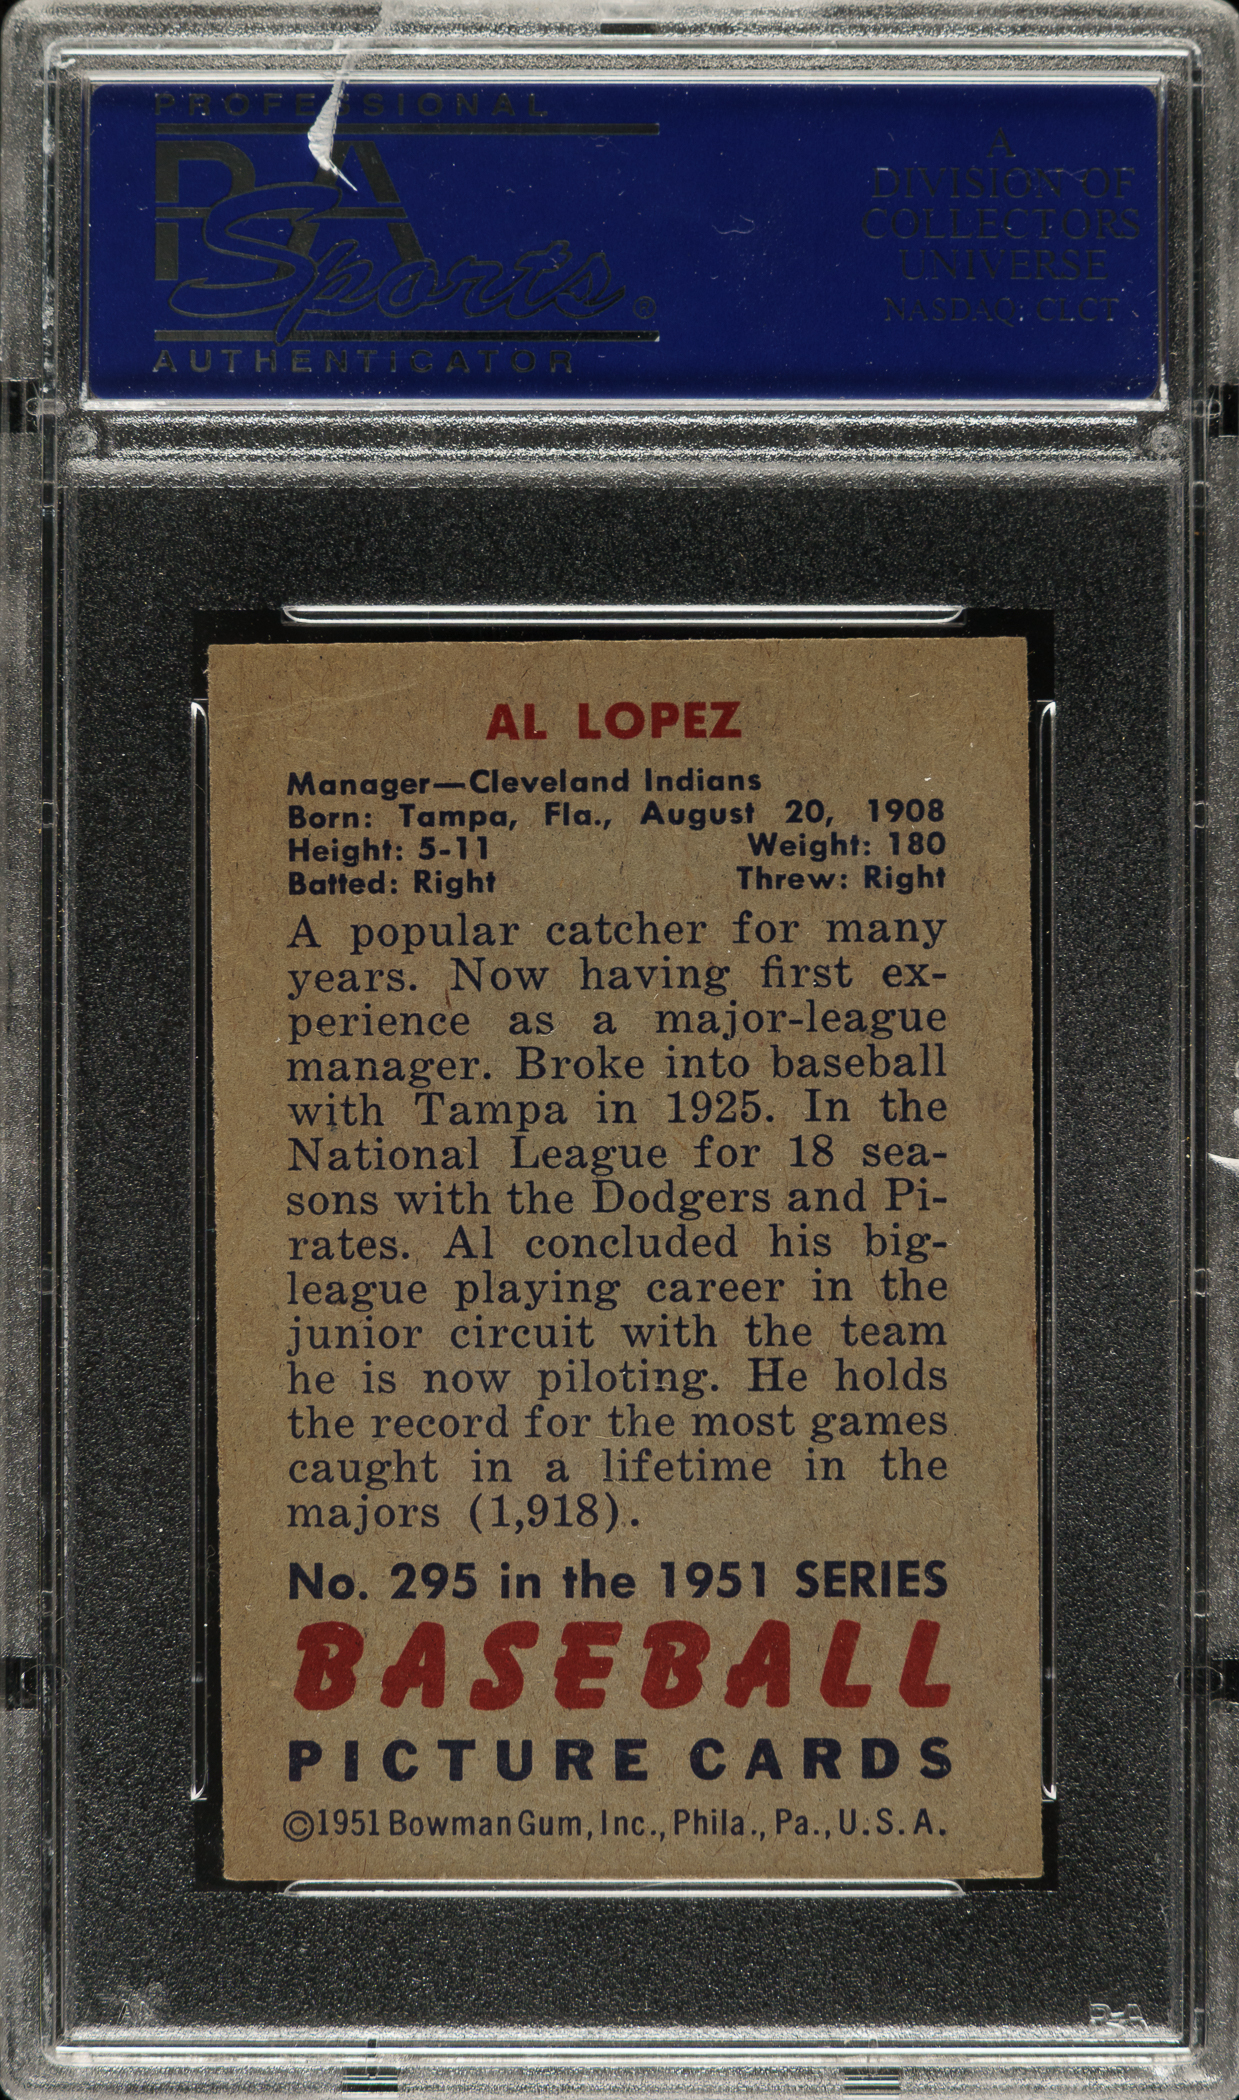 PROFESSIONAL
PSA
Sports®
AUTHENTICATOR
A
DIVISION OF
COLLECTORS
UNIVERSE
NASDAQ: CLCT
AL LOPEZ
Manager—Cleveland Indians
Born: Tampa, Fla., August 20, 1908
Height: 5-11 Weight: 180
Batted: Right Threw: Right
A popular catcher for many
years. Now having first ex-
perience as a major-league
manager. Broke into baseball
with Tampa in 1925. In the
National League for 18 sea-
sons with the Dodgers and Pi-
rates. Al concluded his big-
league playing career in the
junior circuit with the team
he is now piloting. He holds
the record for the most games
caught in a lifetime in the
majors (1,918).
No. 295 in the 1951 SERIES
BASEBALL
PICTURE CARDS
©1951 Bowman Gum, Inc., Phila., Pa., U.S.A.
PSA